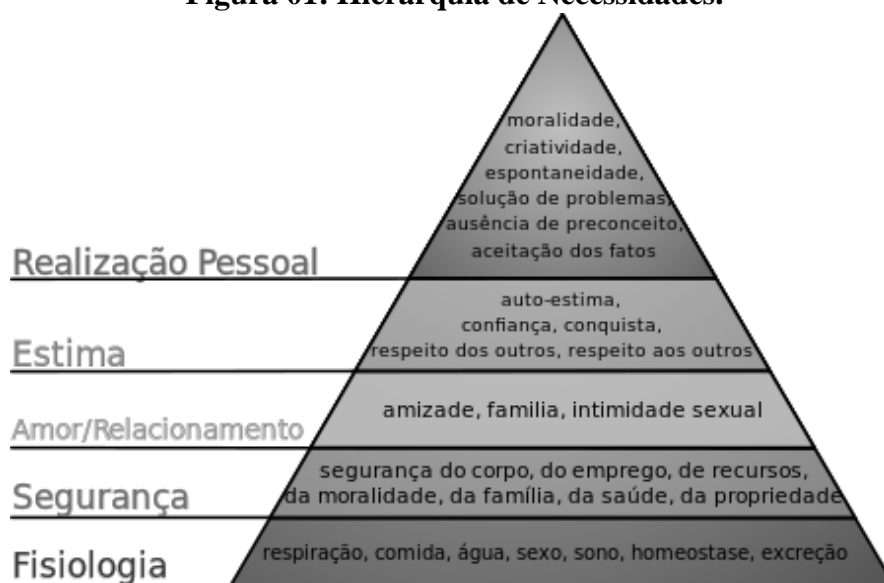 Figura 01: Hierarquia de Necessidades.
moralidade,
criatividade,
espontaneidade,
solução de problemas,
ausência de preconceito,
aceitação dos fatos
Realização Pessoal
auto-estima,
confiança, conquista,
respeito dos outros, respeito aos outros
Estima
amizade, familia, intimidade sexual
Amor/Relacionamento
segurança do corpo, do emprego, de recursos,
da moralidade, da família, da saúde, da propriedade
Segurança
respiração, comida, água, sexo, sono, homeostase, excreção
Fisiologia